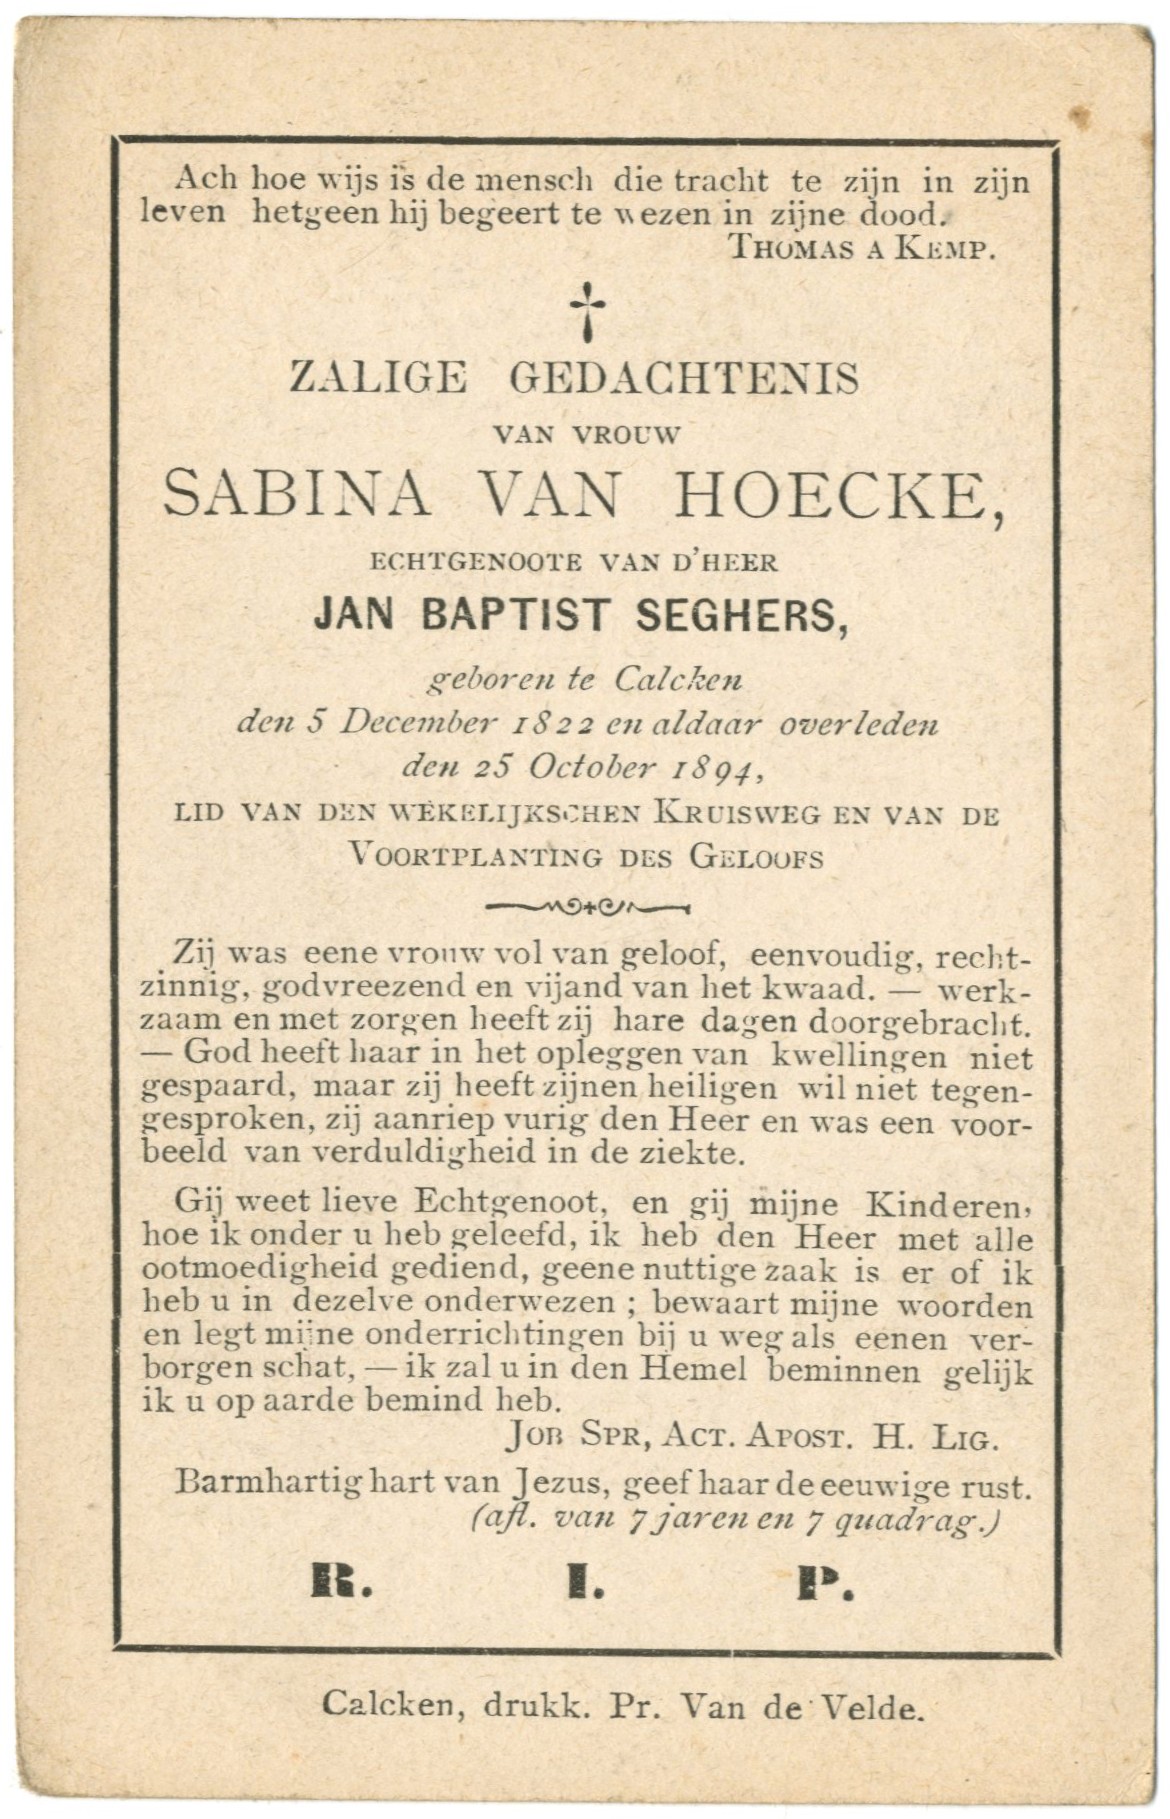 Ach hoe wijs is de mensch die tracht te zijn in zijn
leven hetgeen hij begeert te wezen in zijne dood.
THOMAS A KEMP.
ZALIGE GEDACHTENIS
VAN VROUW
SABINA VAN HOECKE,
ECHTGENOOTE VAN D'HEER
JAN BAPTIST SEGHERS,
geboren te Calcken
den 5 December 1822 en aldaar overleden
den 25 October 1894,
LID VAN DEN WEKELIJKSCHEN KRUISWEG EN VAN DE
VOORTPLANTING DES GELOOFS
Zij was eene vrouw vol van geloof, eenvoudig, recht-
zinnig, godvreezend en vijand van het kwaad. — werk-
zaam en met zorgen heeft zij hare dagen doorgebracht.
— God heeft haar in het opleggen van kwellingen niet
gespaard, maar zij heeft zijnen heiligen wil niet tegen-
gesproken, zij aanriep vurig den Heer en was een voor-
beeld van verduldigheid in de ziekte.
Gij weet lieve Echtgenoot, en gij mijne Kinderen,
hoe ik onder u heb geleefd, ik heb den Heer met alle
ootmoedigheid gediend, geene nuttige zaak is er of ik
heb u in dezelve onderwezen ; bewaart mijne woorden
en legt mijne onderrichtingen bij u weg als eenen ver-
borgen schat, — ik zal u in den Hemel beminnen gelijk
ik u op aarde bemind heb.
JOB SPR, ACT. APOST. H. LIG.
Barmhartig hart van Jezus, geef haar de eeuwige rust.
(afl. van 7 jaren en 7 quadrag.)
R. I. P.
Calcken, drukk. Pr. Van de Velde.